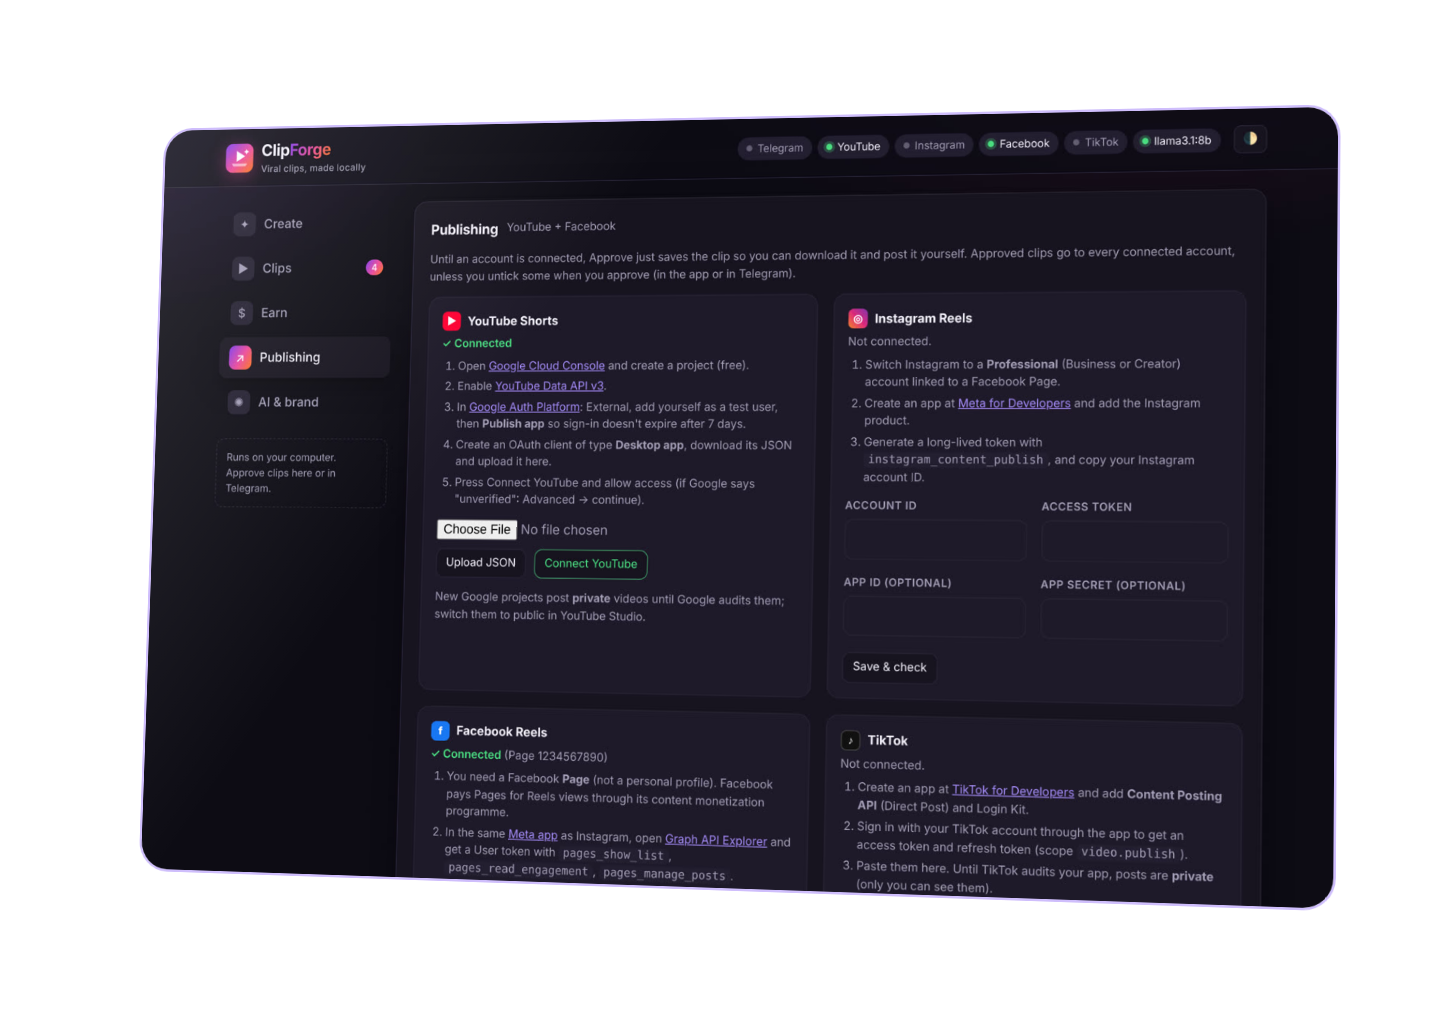 ClipForge
Viral clips, made locally
Telegram
YouTube
Instagram
Facebook
TikTok
llama3.1:8b
Create
Clips
4
$
Earn
Publishing
AI & brand
Runs on your computer.
Approve clips here or in
Telegram.
Publishing YouTube + Facebook
Until an account is connected, Approve just saves the clip so you can download it and post it yourself. Approved clips go to every connected account,
unless you untick some when you approve (in the app or in Telegram).
YouTube Shorts
✓ Connected
1. Open Google Cloud Console and create a project (free).
2. Enable YouTube Data API v3.
3. In Google Auth Platform: External, add yourself as a test user,
then Publish app so sign-in doesn't expire after 7 days.
4. Create an OAuth client of type Desktop app, download its JSON
and upload it here.
5. Press Connect YouTube and allow access (if Google says
"unverified": Advanced → continue).
Choose File No file chosen
Upload JSON
Connect YouTube
New Google projects post private videos until Google audits them;
switch them to public in YouTube Studio.
Instagram Reels
Not connected.
1. Switch Instagram to a Professional (Business or Creator)
account linked to a Facebook Page.
2. Create an app at Meta for Developers and add the Instagram
product.
3. Generate a long-lived token with
instagram_content_publish , and copy your Instagram
account ID.
ACCOUNT ID
ACCESS TOKEN
APP ID (OPTIONAL)
APP SECRET (OPTIONAL)
Save & check
f
Facebook Reels
✓ Connected (Page 1234567890)
1. You need a Facebook Page (not a personal profile). Facebook
pays Pages for Reels views through its content monetization
programme.
2. In the same Meta app as Instagram, open Graph API Explorer and
get a User token with pages_show_list ,
pages_read_engagement , pages_manage_posts .
TikTok
Not connected.
1. Create an app at TikTok for Developers and add Content Posting
API (Direct Post) and Login Kit.
2. Sign in with your TikTok account through the app to get an
access token and refresh token (scope video.publish ).
3. Paste them here. Until TikTok audits your app, posts are private
(only you can see them).